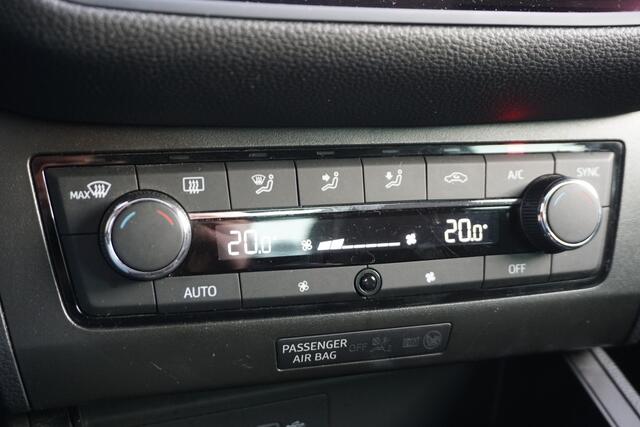 MAX
A/C
SYNC
20.0°
20.0°
AUTO
OFF
PASSENGER OFF
AIR BAG